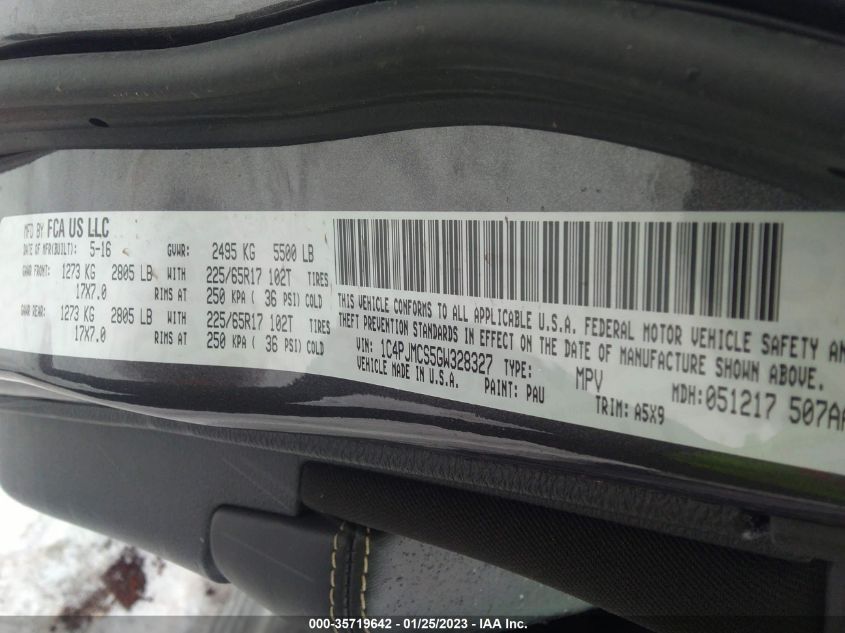 MFD BY FCA US LLC
DATE OF MFR(BUILT): 5-16 GVWR: 2495 KG 5500 LB
GAWR FRONT: 1273 KG 2805 LB WITH 225/65R17 102T TIRES
17X7.0 RIMS AT 250 KPA ( 36 PSI) COLD
GAWR REAR: 1273 KG 2805 LB WITH 225/65R17 102T TIRES
17X7.0 RIMS AT 250 KPA ( 36 PSI) COLD
THIS VEHICLE CONFORMS TO ALL APPLICABLE U.S.A. FEDERAL MOTOR VEHICLE SAFETY AN
THEFT PREVENTION STANDARDS IN EFFECT ON THE DATE OF MANUFACTURE SHOWN ABOVE.
VIN: 1C4PJMCS5GW328327 TYPE: MPV MDH: 051217 507AA
VEHICLE MADE IN U.S.A. PAINT: PAU TRIM: A5X9
000-35719642 - 01/25/2023 - IAA Inc.